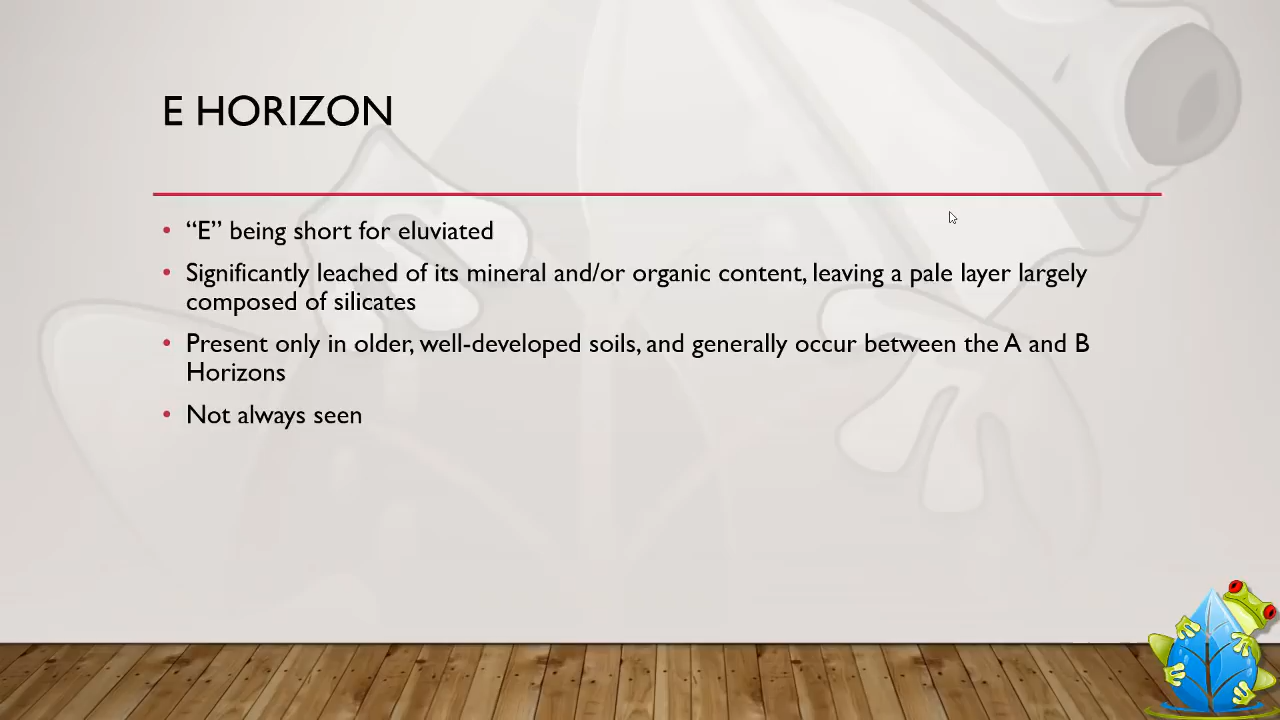 E HORIZON
• “E” being short for eluviated
• Significantly leached of its mineral and/or organic content, leaving a pale layer largely
composed of silicates
• Present only in older, well-developed soils, and generally occur between the A and B
Horizons
• Not always seen